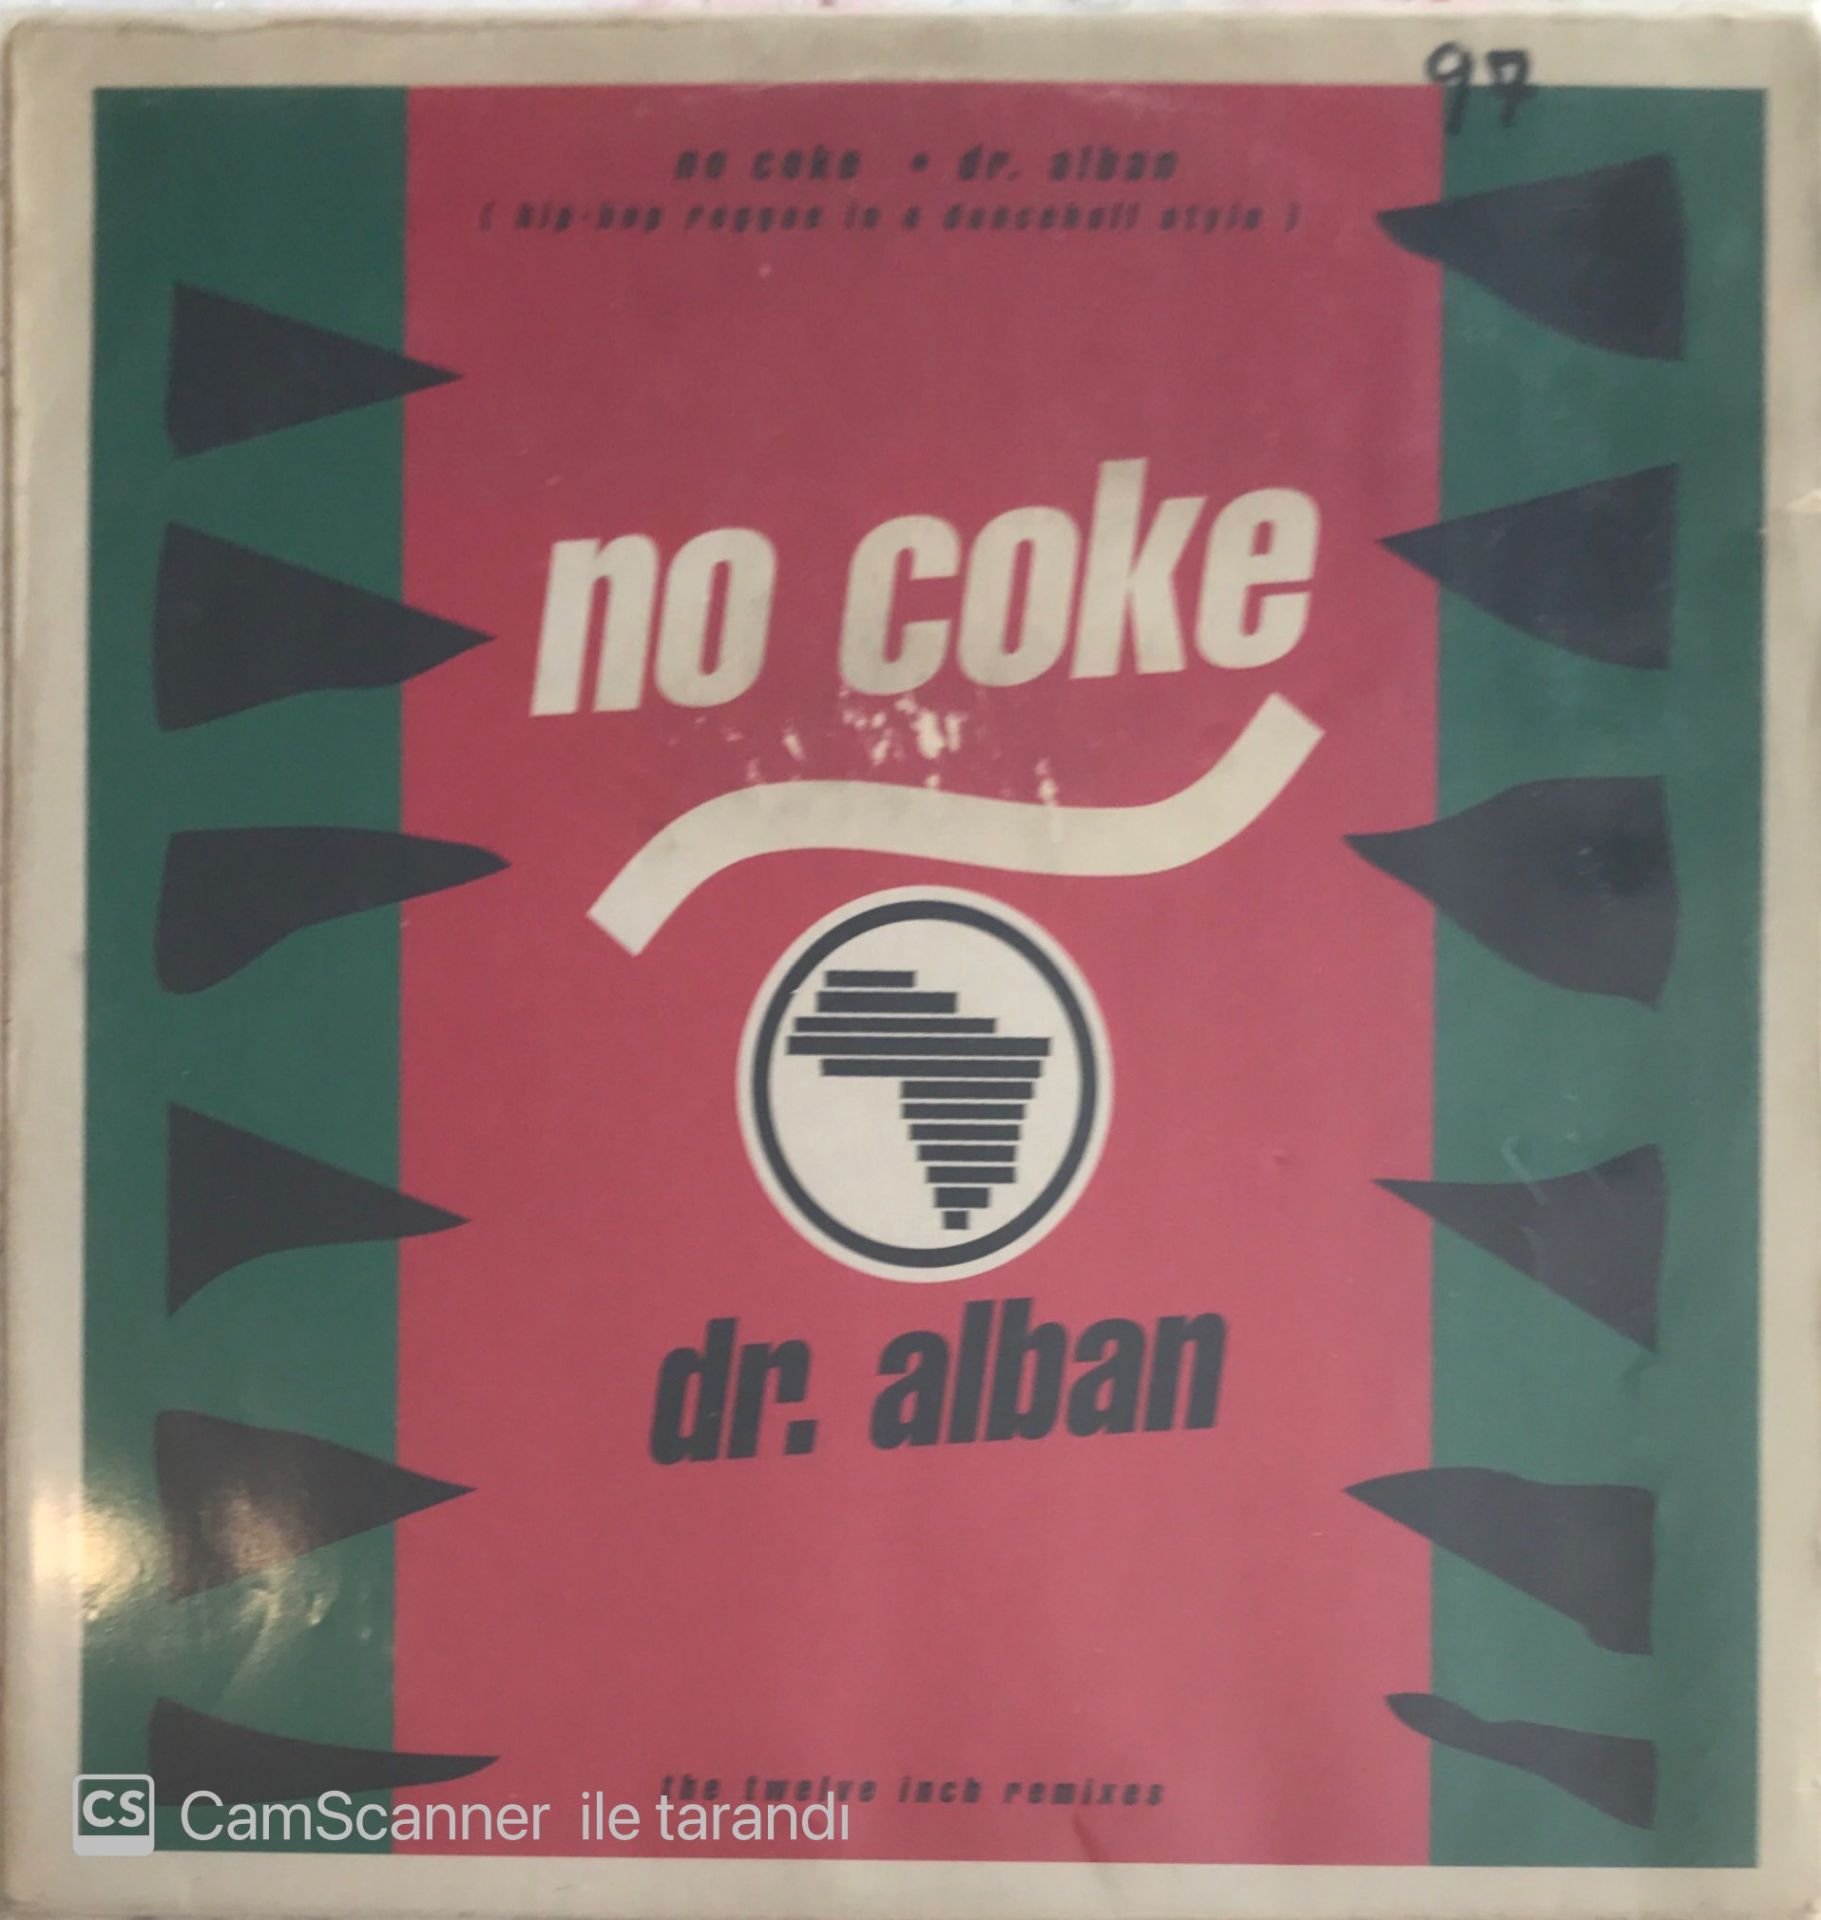 97
no coke • dr. alban
( hip-hop reggae in a dancehall style )
no coke
dr. alban
the twelve inch remixes
CS CamScanner ile tarandı